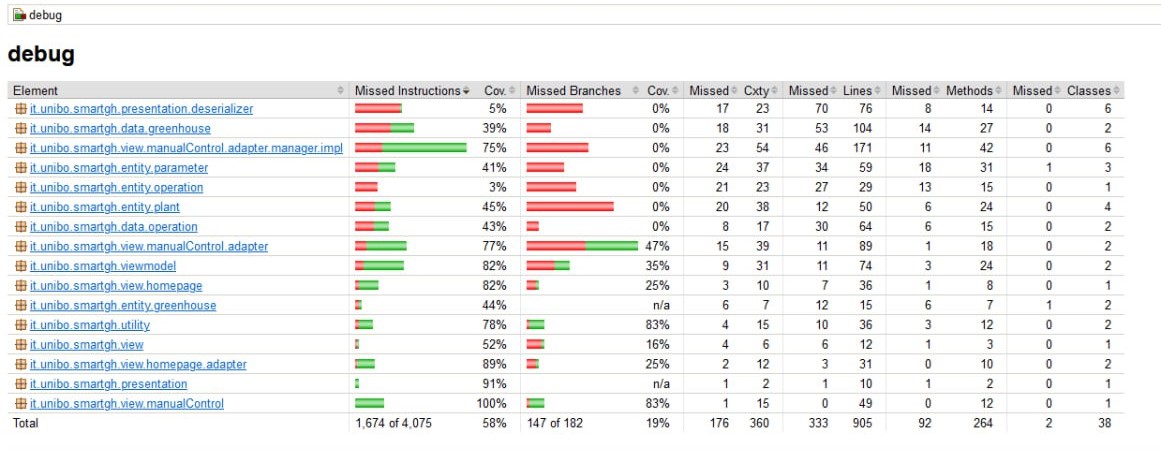 debug
debug
Element Missed Instructions Cov. Missed Branches Cov. Missed Cxty Missed Lines Missed Methods Missed Classes
it.unibo.smartgh.presentation.deserializer 5% 0% 17 23 70 76 8 14 0 6
it.unibo.smartgh.data.greenhouse 39% 0% 18 31 53 104 14 27 0 2
it.unibo.smartgh.view.manualControl.adapter.manager.impl 75% 0% 23 54 46 171 11 42 0 6
it.unibo.smartgh.entity.parameter 41% 0% 24 37 34 59 18 31 1 3
it.unibo.smartgh.entity.operation 3% 0% 21 23 27 29 13 15 0 1
it.unibo.smartgh.entity.plant 45% 0% 20 38 12 50 6 24 0 4
it.unibo.smartgh.data.operation 43% 0% 8 17 30 64 6 15 0 2
it.unibo.smartgh.view.manualControl.adapter 77% 47% 15 39 11 89 1 18 0 2
it.unibo.smartgh.viewmodel 82% 35% 9 31 11 74 3 24 0 2
it.unibo.smartgh.view.homepage 82% 25% 3 10 7 36 1 8 0 1
it.unibo.smartgh.entity.greenhouse 44% n/a 6 7 12 15 6 7 1 2
it.unibo.smartgh.utility 78% 83% 4 15 10 36 3 12 0 2
it.unibo.smartgh.view 52% 16% 4 6 6 12 1 3 0 1
it.unibo.smartgh.view.homepage.adapter 89% 25% 2 12 3 31 0 10 0 2
it.unibo.smartgh.presentation 91% n/a 1 2 1 10 1 2 0 1
it.unibo.smartgh.view.manualControl 100% 83% 1 15 0 49 0 12 0 1
Total 1,674 of 4,075 58% 147 of 182 19% 176 360 333 905 92 264 2 38